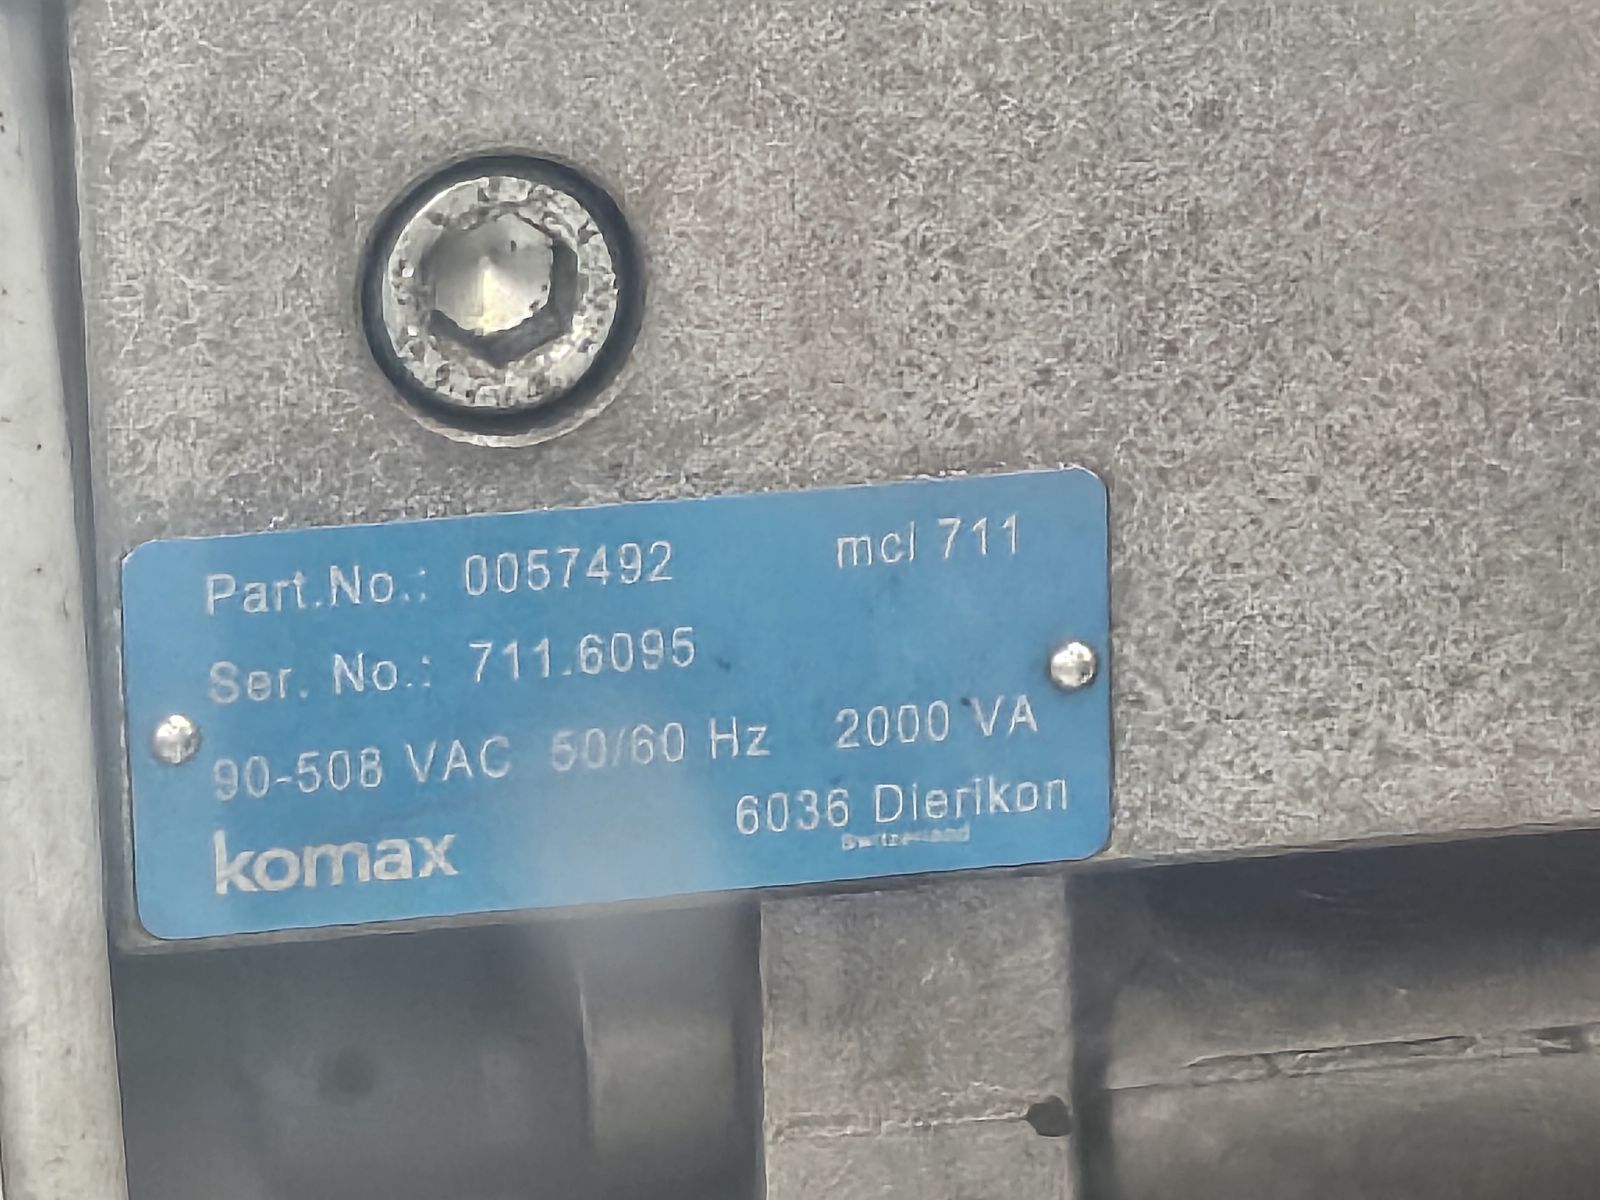 Part.No.: 0057492 mcl 711
Ser. No.: 711.6095
90-508 VAC 50/60 Hz 2000 VA
komax 6036 Dierikon
Switzerland